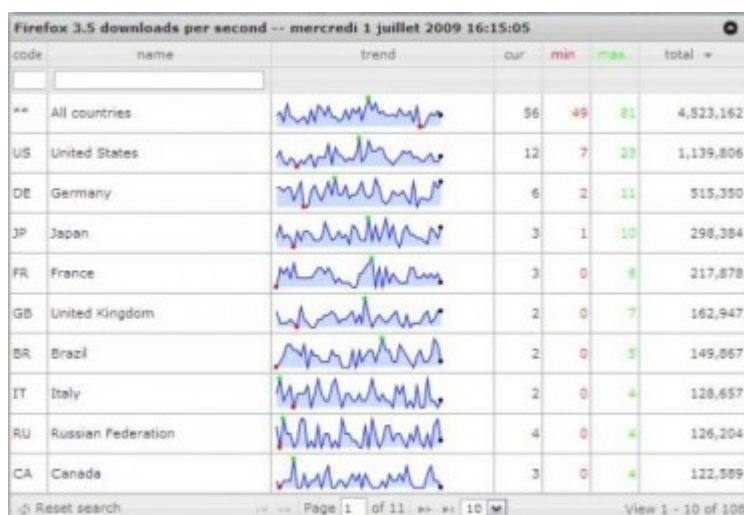 Firefox 3.5 downloads per second -- mercredi 1 juillet 2009 16:15:05
code name trend cur min max total
** All countries 56 49 81 4,523,162
US United States 12 7 23 1,139,806
DE Germany 6 2 11 515,350
JP Japan 3 1 10 298,384
FR France 3 0 217,878
GB United Kingdom 2 0 7 162,947
BR Brazil 2 0 149,867
IT Italy 2 0 4 128,657
RU Russian Federation 4 0 4 126,204
CA Canada 3 0 4 122,589
Reset search Page 1 of 11 10 View 1 - 10 of 108